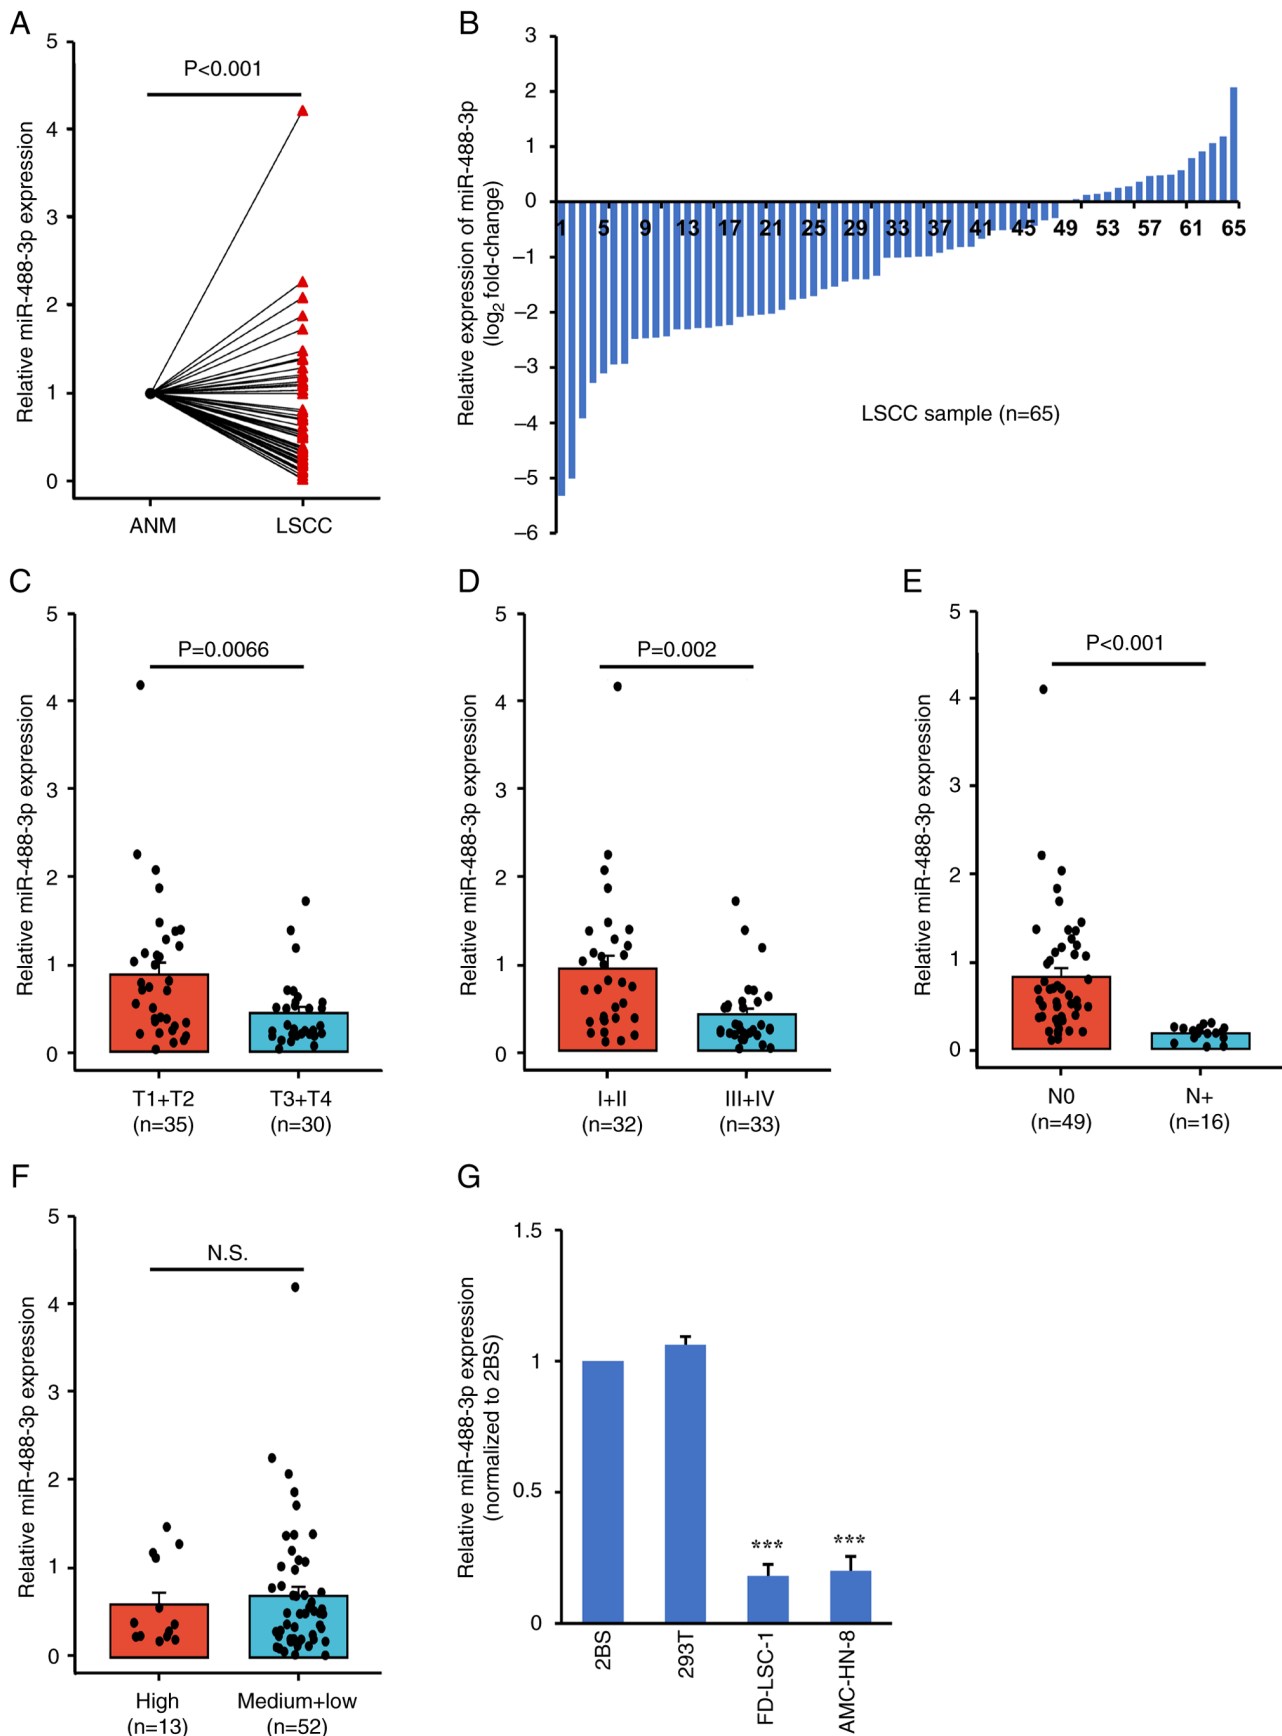 A
5
4
3
2
1
0
Relative miR-488-3p expression
P<0.001
ANM
LSCC
B
3
2
1
0
–1
–2
–3
–4
–5
–6
Relative expression of miR-488-3p
(log2 fold-change)
1 5 9 13 17 21 25 29 33 37 41 45 49 53 57 61 65
LSCC sample (n=65)
C
5
4
3
2
1
0
Relative miR-488-3p expression
P=0.0066
T1+T2
(n=35)
T3+T4
(n=30)
D
5
4
3
2
1
0
Relative miR-488-3p expression
P=0.002
I+II
(n=32)
III+IV
(n=33)
E
5
4
3
2
1
0
Relative miR-488-3p expression
P<0.001
N0
(n=49)
N+
(n=16)
F
5
4
3
2
1
0
Relative miR-488-3p expression
N.S.
High
(n=13)
Medium+low
(n=52)
G
1.5
1
0.5
0
Relative miR-488-3p expression
(normalized to 2BS)
***
***
2BS
293T
FD-LSC-1
AMC-HN-8